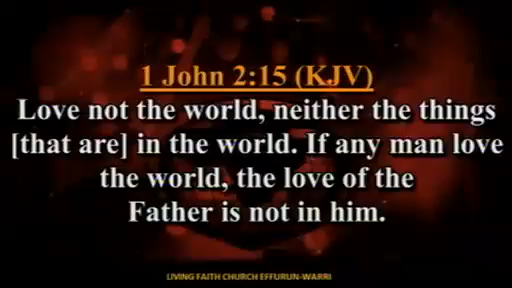 1 John 2:15 (KJV)
Love not the world, neither the things
[that are] in the world. If any man love
the world, the love of the
Father is not in him.
LIVING FAITH CHURCH EFFURUN-WARRI